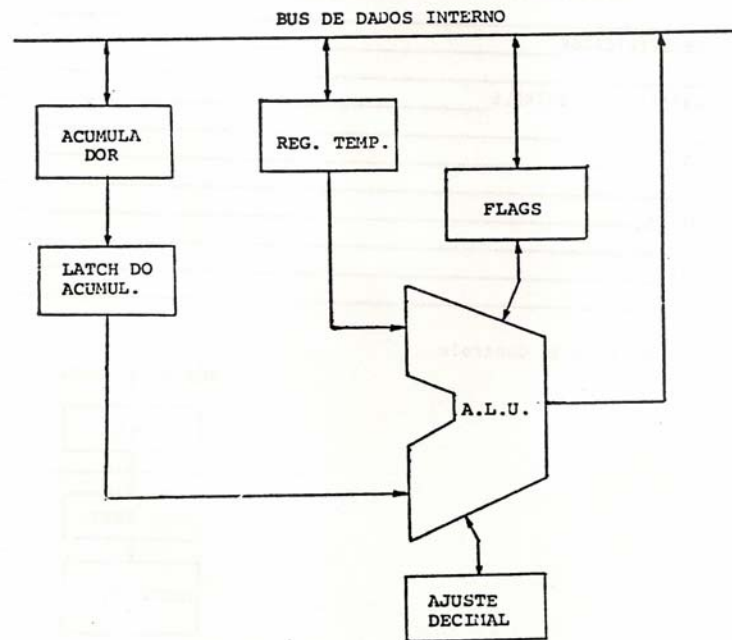 BUS DE DADOS INTERNO
ACUMULA
DOR
REG. TEMP.
FLAGS
LATCH DO
ACUMUL.
A.L.U.
AJUSTE
DECIMAL